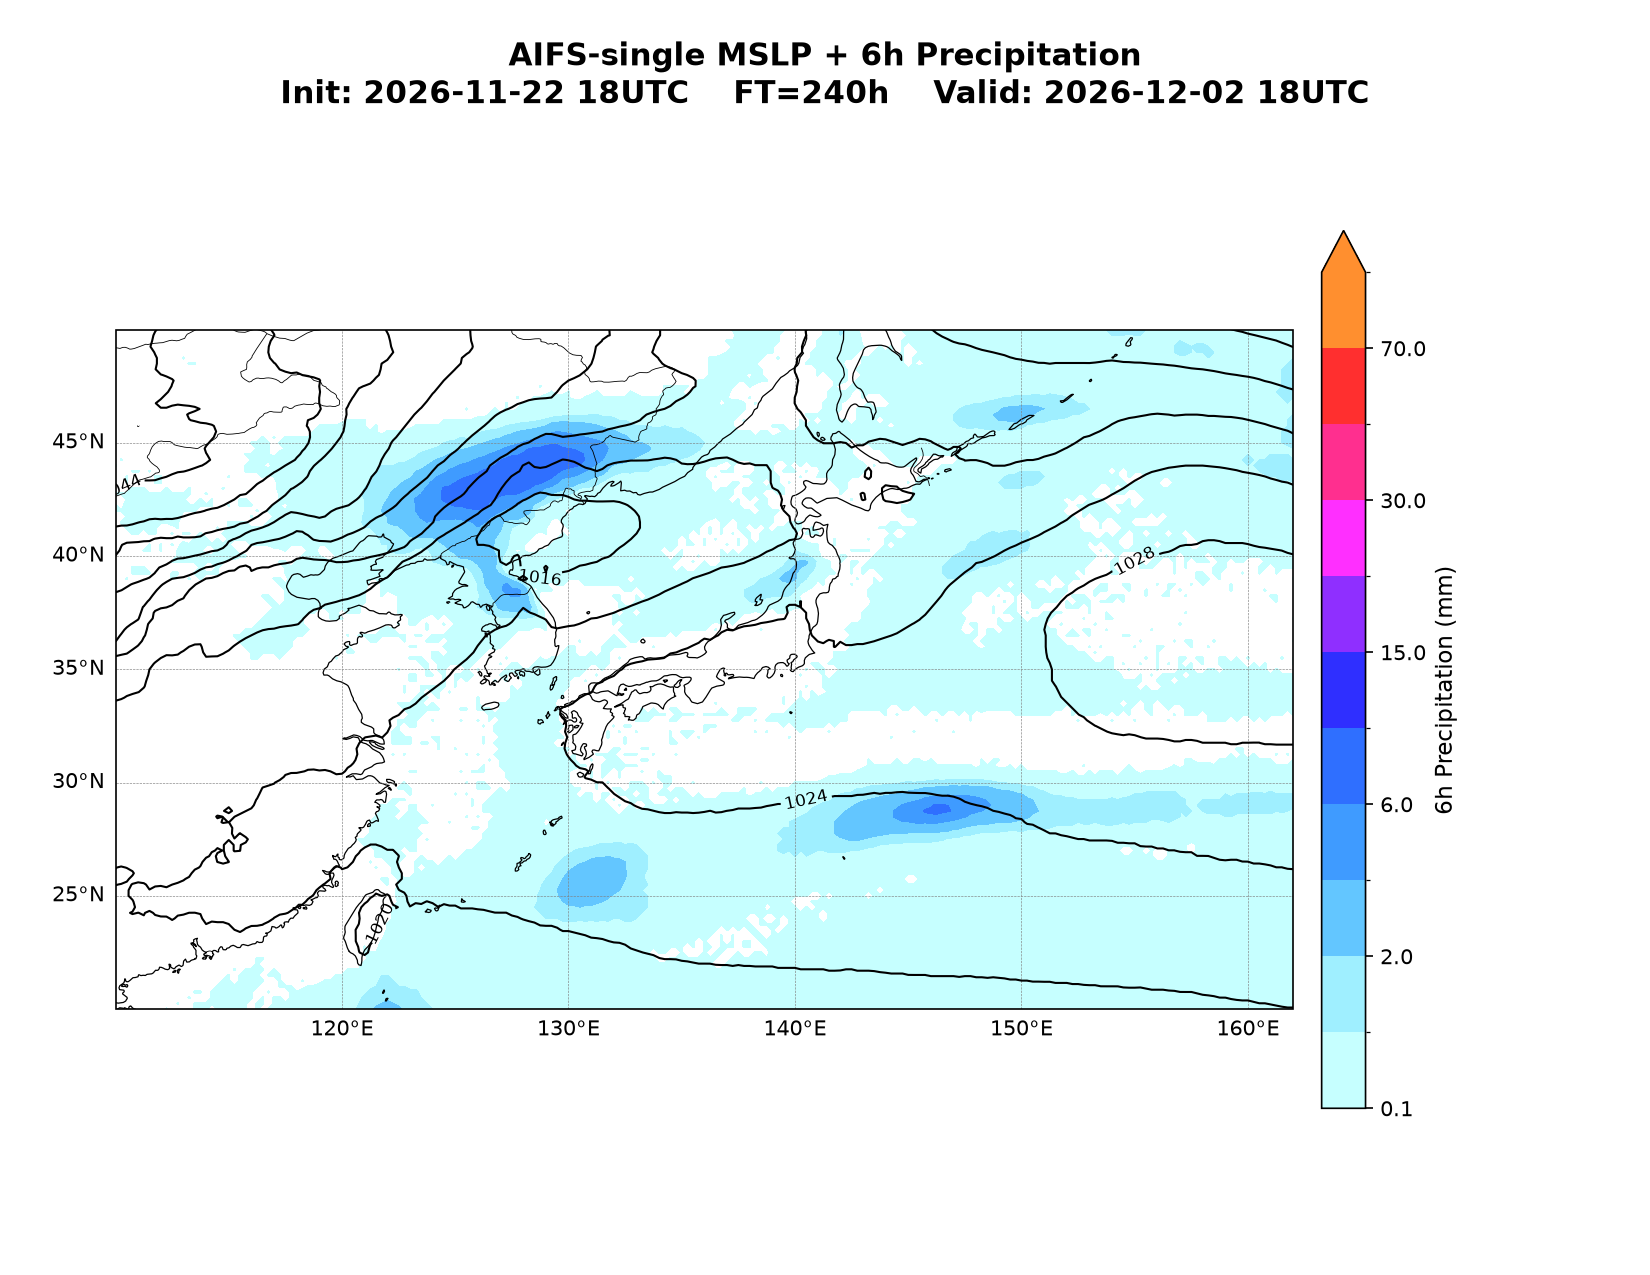 AIFS-single MSLP + 6h Precipitation
Init: 2026-11-22 18UTC    FT=240h    Valid: 2026-12-02 18UTC
70.0
30.0
15.0
6.0
2.0
0.1
6h Precipitation (mm)
45°N
40°N
35°N
30°N
25°N
120°E
130°E
140°E
150°E
160°E
1016
1028
1024
1020